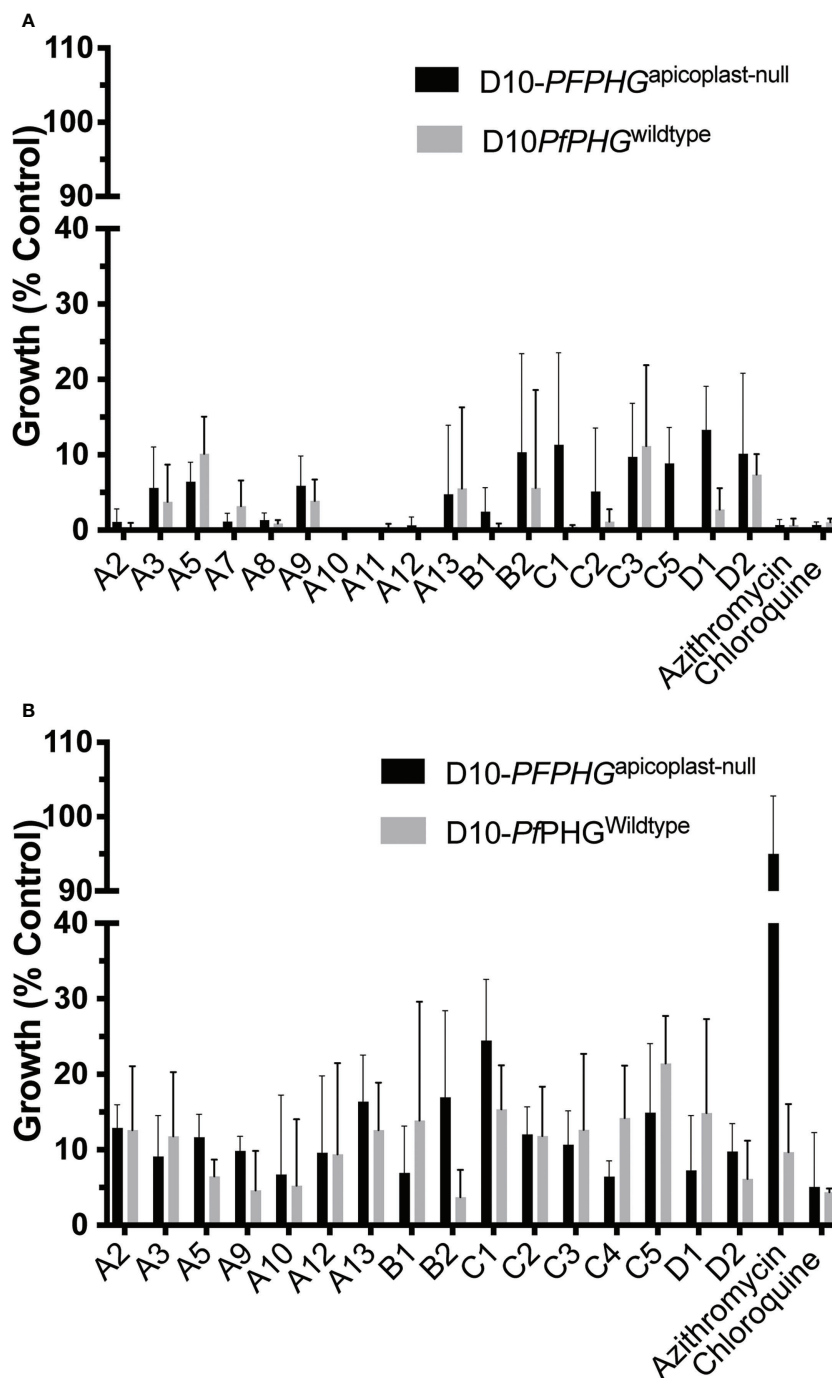 A
110
100
90
40
30
20
10
0
Growth (% Control)
D10-PFPHGapicoplast-null
D10PfPHGwildtype
A2 A3 A5 A7 A8 A9 A10 A11 A12 A13 B1 B2 C1 C2 C3 C5 D1 D2 Azithromycin Chloroquine
B
110
100
90
40
30
20
10
0
Growth (% Control)
D10-PFPHGapicoplast-null
D10-PfPHGWildtype
A2 A3 A5 A9 A10 A12 A13 B1 B2 C1 C2 C3 C4 C5 D1 D2 Azithromycin Chloroquine